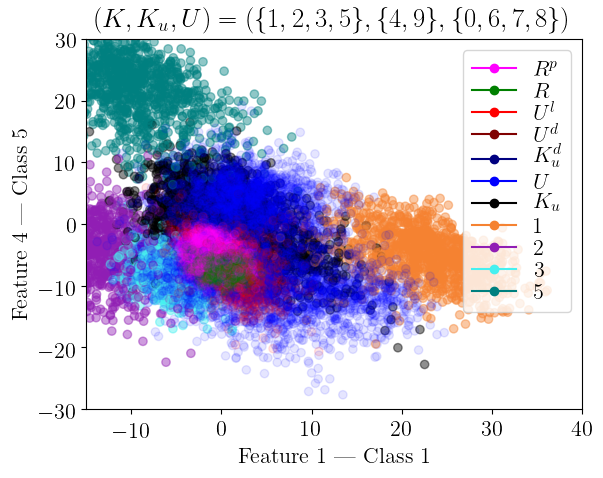 (K, K_u, U) = ({1, 2, 3, 5}, {4, 9}, {0, 6, 7, 8})
30
20
10
0
−10
−20
−30
Feature 4 — Class 5
R^p
R
U^l
U^d
K_u^d
U
K_u
1
2
3
5
−10
0
10
20
30
40
Feature 1 — Class 1